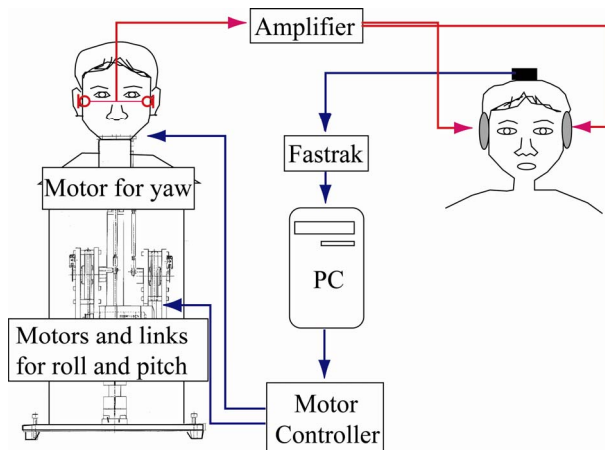 Amplifier
Fastrak
Motor for yaw
PC
Motors and links
for roll and pitch
Motor
Controller